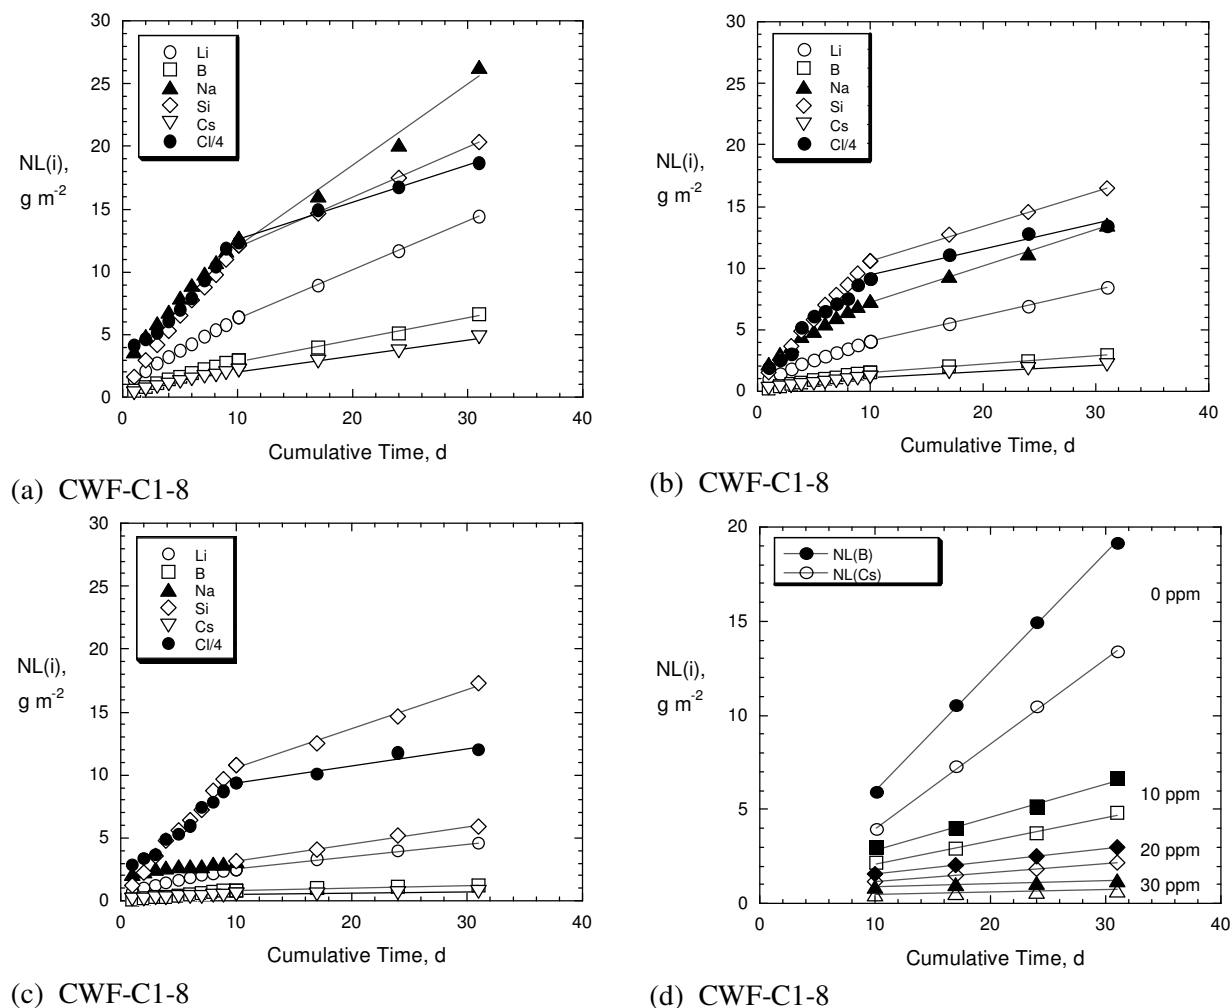 30
25
20
15
10
5
0
NL(i),
g m-2
Li
B
Na
Si
Cs
Cl/4
0 10 20 30 40
Cumulative Time, d
(a) CWF-C1-8
30
25
20
15
10
5
0
NL(i),
g m-2
Li
B
Na
Si
Cs
Cl/4
0 10 20 30 40
Cumulative Time, d
(b) CWF-C1-8
30
25
20
15
10
5
0
NL(i),
g m-2
Li
B
Na
Si
Cs
Cl/4
0 10 20 30 40
Cumulative Time, d
(c) CWF-C1-8
20
15
10
5
0
NL(i),
g m-2
NL(B)
NL(Cs)
0 ppm
10 ppm
20 ppm
30 ppm
0 10 20 30 40
Cumulative Time, d
(d) CWF-C1-8